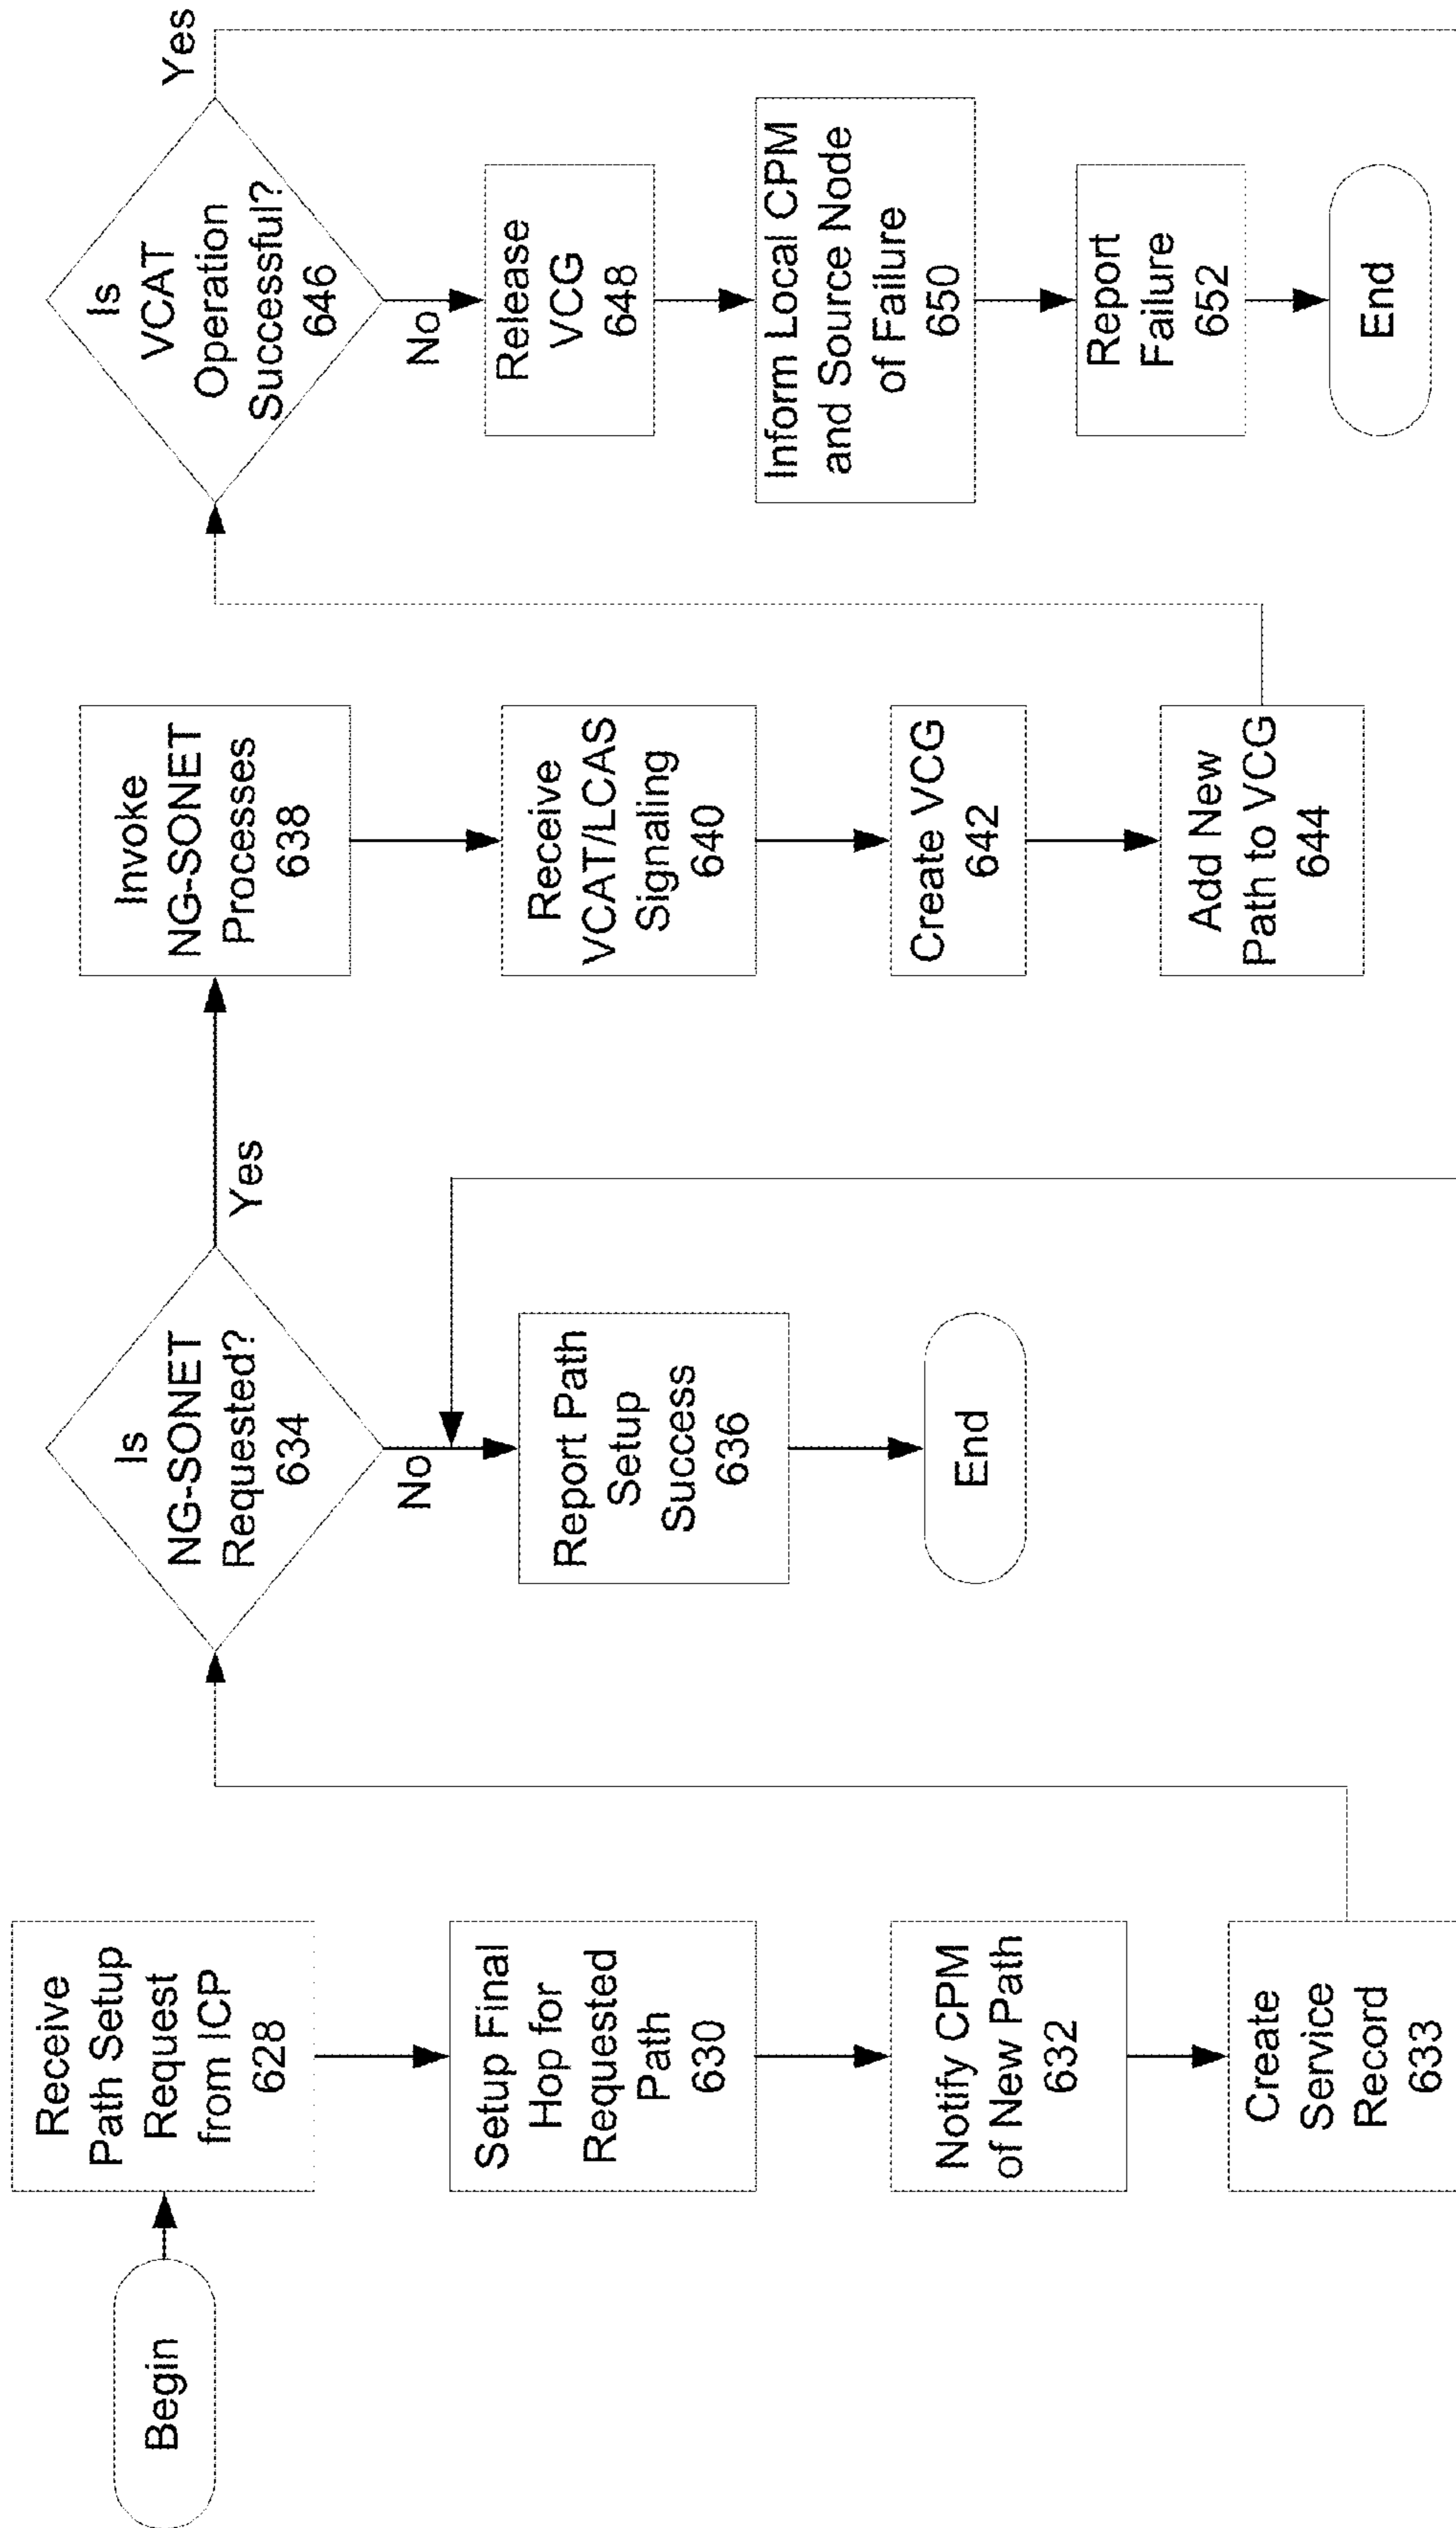 Begin
Receive
Path Setup
Request
from ICP
628
Setup Final
Hop for
Requested
Path
630
Notify CPM
of New Path
632
Create
Service
Record
633
Is
NG-SONET
Requested?
634
Yes
No
Report Path
Setup
Success
636
End
Invoke
NG-SONET
Processes
638
Receive
VCAT/LCAS
Signaling
640
Create VCG
642
Add New
Path to VCG
644
Is
VCAT
Operation
Successful?
646
Yes
No
Release
VCG
648
Inform Local CPM
and Source Node
of Failure
650
Report
Failure
652
End